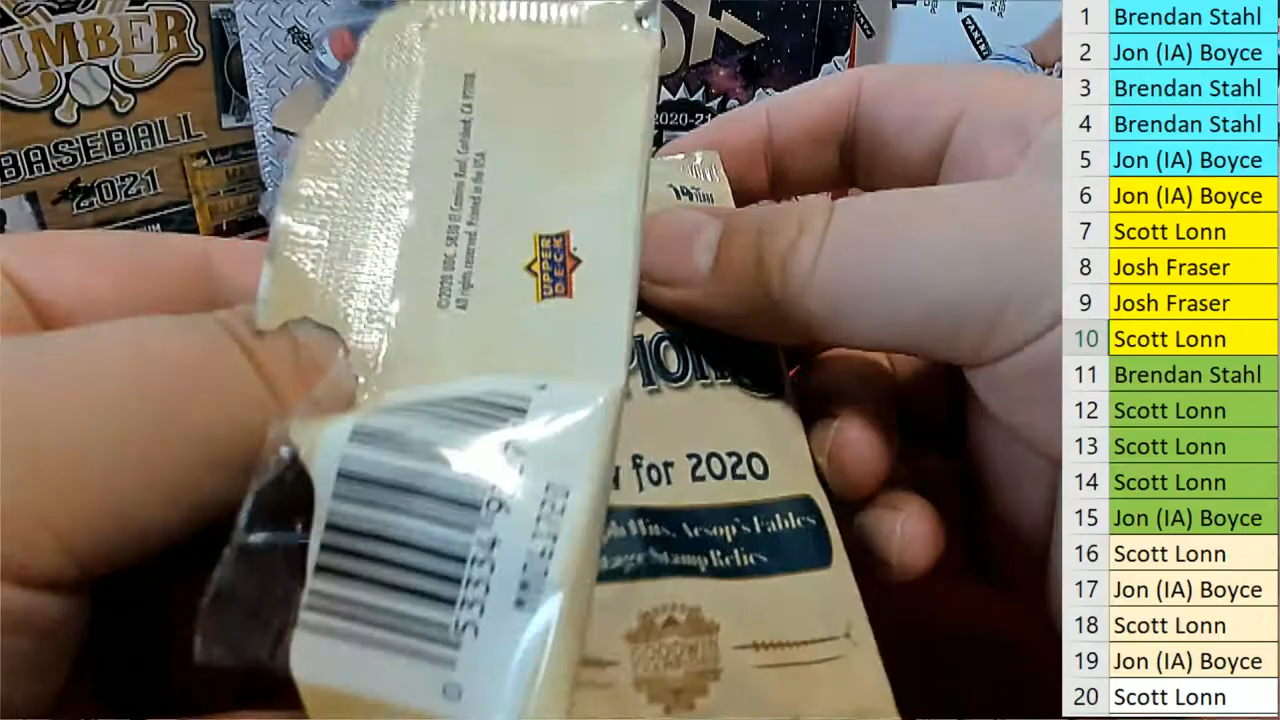 UMBER
BASEBALL
2021
OX
2020-21
©2020 UDC. 5830 El Camino Real, Carlsbad, CA 92008.
All rights reserved. Printed in the USA
UPPER
DECK
for 2020
Hits, Aesop's Fables
Stamp Relics
GOODWIN
53334 9
1 Brendan Stahl
2 Jon (IA) Boyce
3 Brendan Stahl
4 Brendan Stahl
5 Jon (IA) Boyce
6 Jon (IA) Boyce
7 Scott Lonn
8 Josh Fraser
9 Josh Fraser
10 Scott Lonn
11 Brendan Stahl
12 Scott Lonn
13 Scott Lonn
14 Scott Lonn
15 Jon (IA) Boyce
16 Scott Lonn
17 Jon (IA) Boyce
18 Scott Lonn
19 Jon (IA) Boyce
20 Scott Lonn